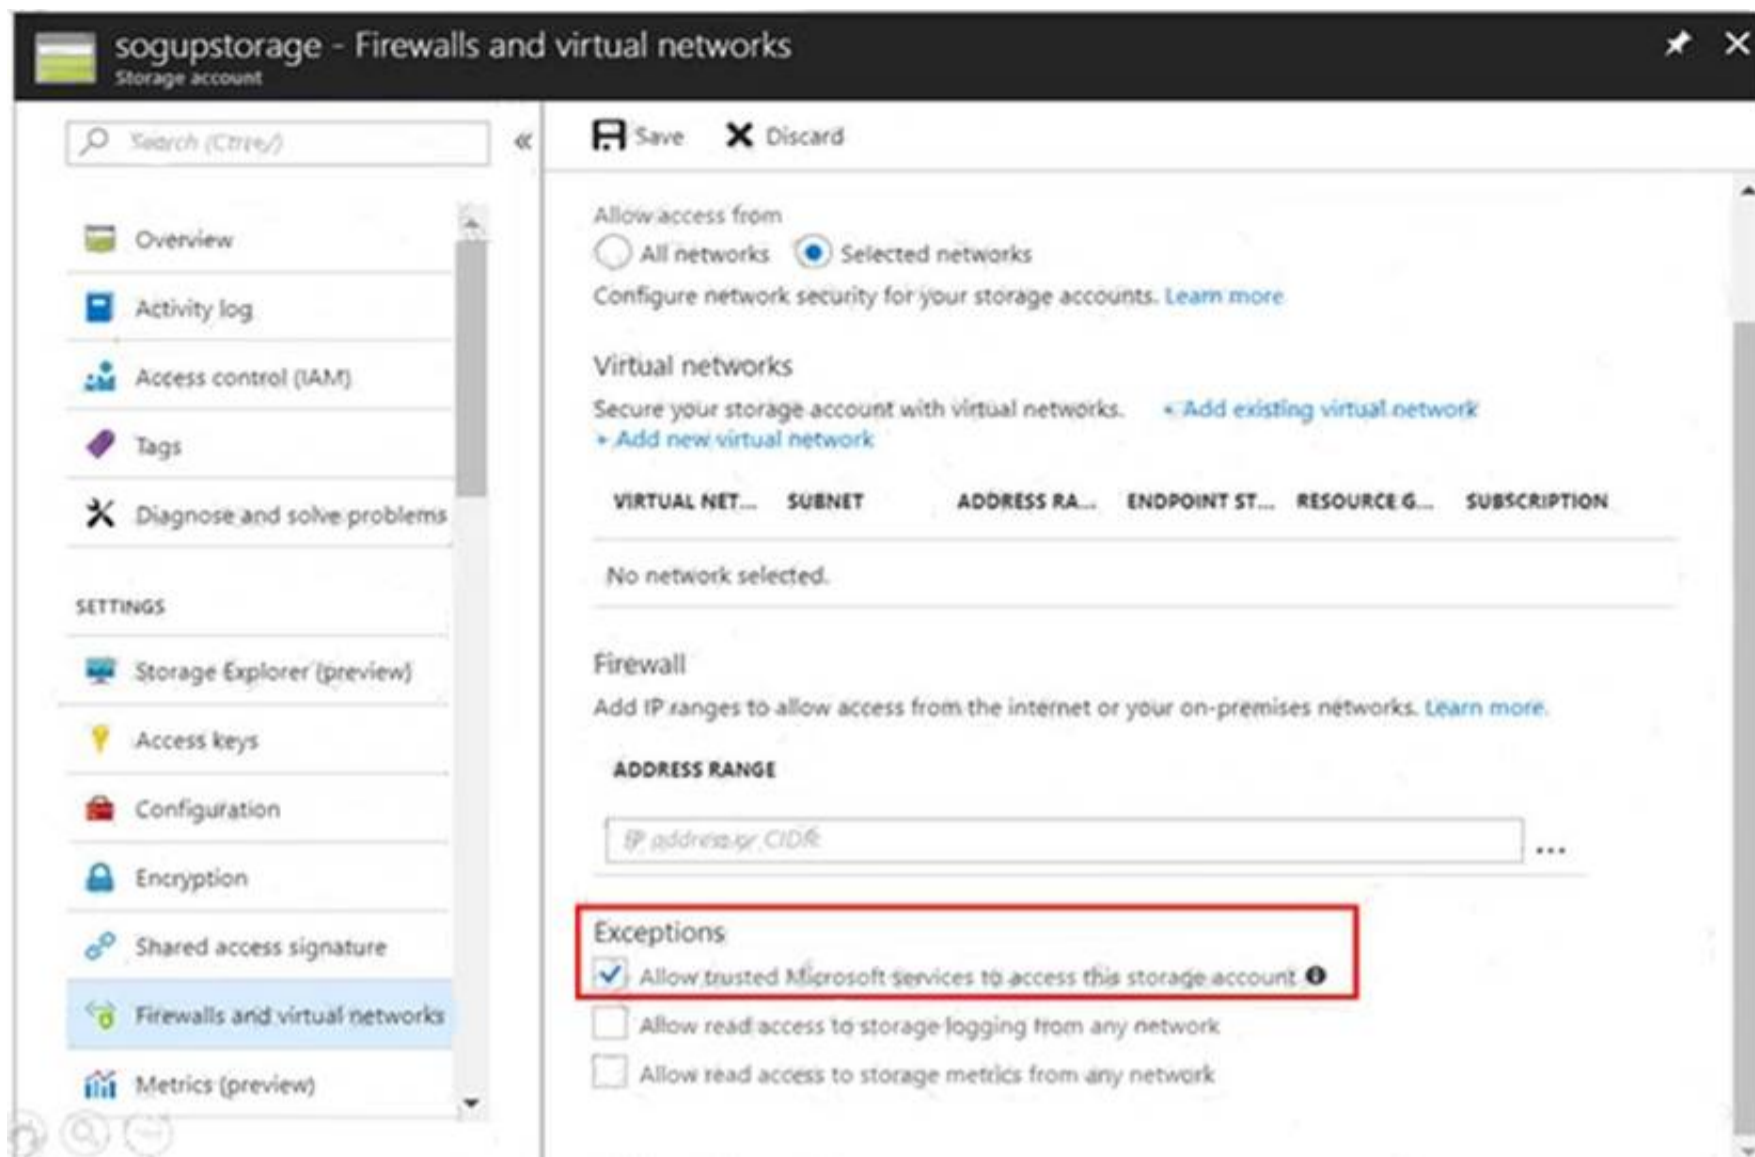 sogupstorage - Firewalls and virtual networks
Storage account
Search (Ctrl+/)
«
Overview
Activity log
Access control (IAM)
Tags
Diagnose and solve problems
SETTINGS
Storage Explorer (preview)
Access keys
Configuration
Encryption
Shared access signature
Firewalls and virtual networks
Metrics (preview)
Save Discard
Allow access from
All networks Selected networks
Configure network security for your storage accounts. Learn more
Virtual networks
Secure your storage account with virtual networks. + Add existing virtual network
+ Add new virtual network
VIRTUAL NET... SUBNET ADDRESS RA... ENDPOINT ST... RESOURCE G... SUBSCRIPTION
No network selected.
Firewall
Add IP ranges to allow access from the internet or your on-premises networks. Learn more.
ADDRESS RANGE
IP address or CIDR
...
Exceptions
Allow trusted Microsoft services to access this storage account
Allow read access to storage logging from any network
Allow read access to storage metrics from any network